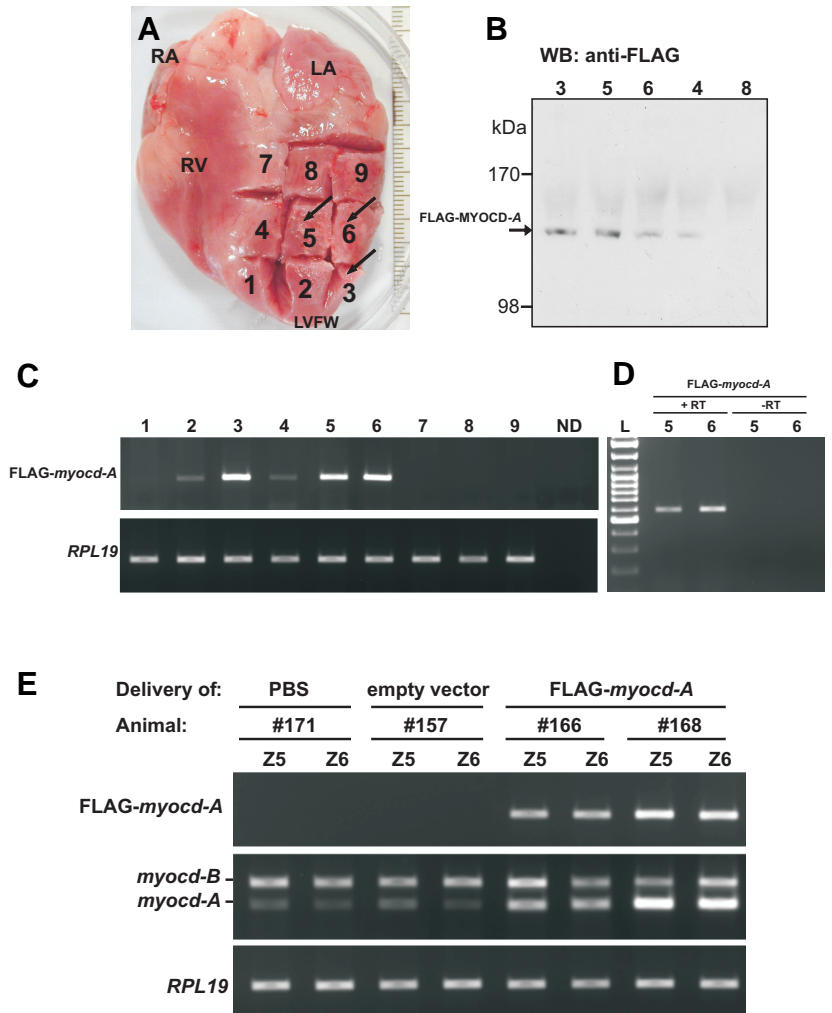 A
RA
LA
RV
7 8 9
4 5 6
1 2 3
LVFW
B
WB: anti-FLAG
3 5 6 4 8
kDa
170
FLAG-MYOCD-A
98
C
1 2 3 4 5 6 7 8 9 ND
FLAG-myocd-A
RPL19
D
FLAG-myocd-A
+ RT -RT
L 5 6 5 6
E
Delivery of: PBS empty vector FLAG-myocd-A
Animal: #171 #157 #166 #168
Z5 Z6 Z5 Z6 Z5 Z6 Z5 Z6
FLAG-myocd-A
myocd-B
myocd-A
RPL19